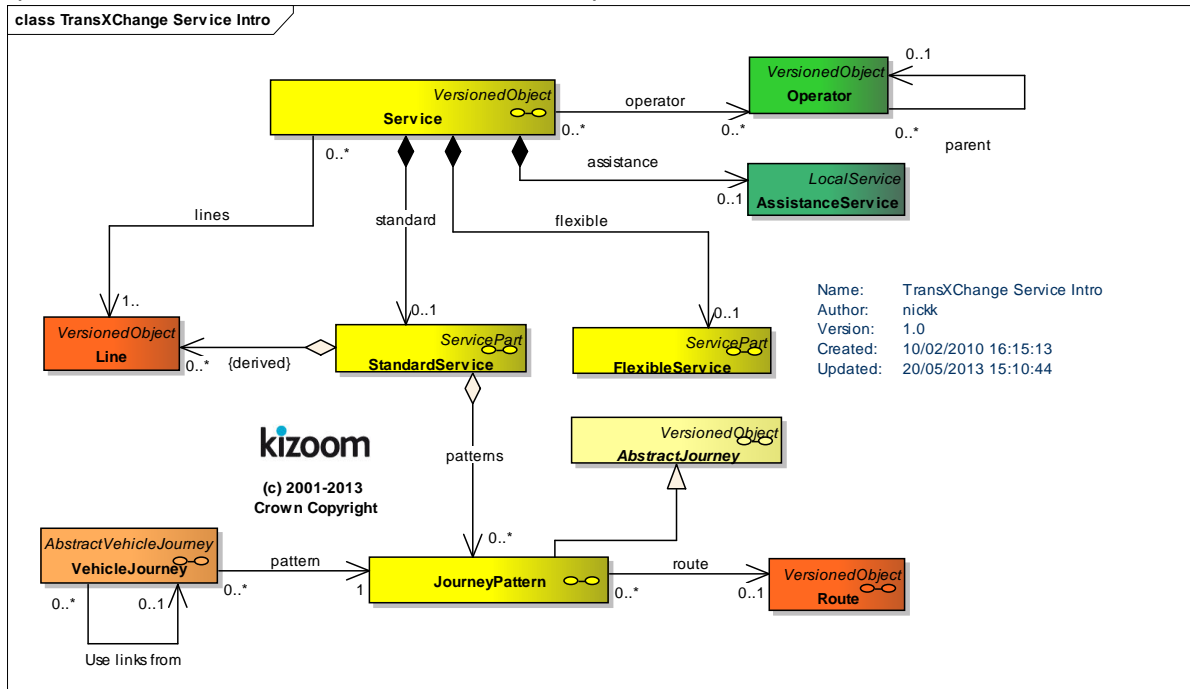 class TransXChange Service Intro
VersionedObject
Service
operator
0..*
0..*
VersionedObject
Operator
0..1
0..*
parent
0..*
assistance
0..1
LocalService
AssistanceService
lines
standard
flexible
1..
0..1
0..1
VersionedObject
Line
0..*
{derived}
ServicePart
StandardService
ServicePart
FlexibleService
Name: TransXChange Service Intro
Author: nickk
Version: 1.0
Created: 10/02/2010 16:15:13
Updated: 20/05/2013 15:10:44
kizoom
(c) 2001-2013
Crown Copyright
patterns
0..*
VersionedObject
AbstractJourney
AbstractVehicleJourney
VehicleJourney
pattern
0..*
1
JourneyPattern
route
0..*
0..1
VersionedObject
Route
0..*
0..1
Use links from